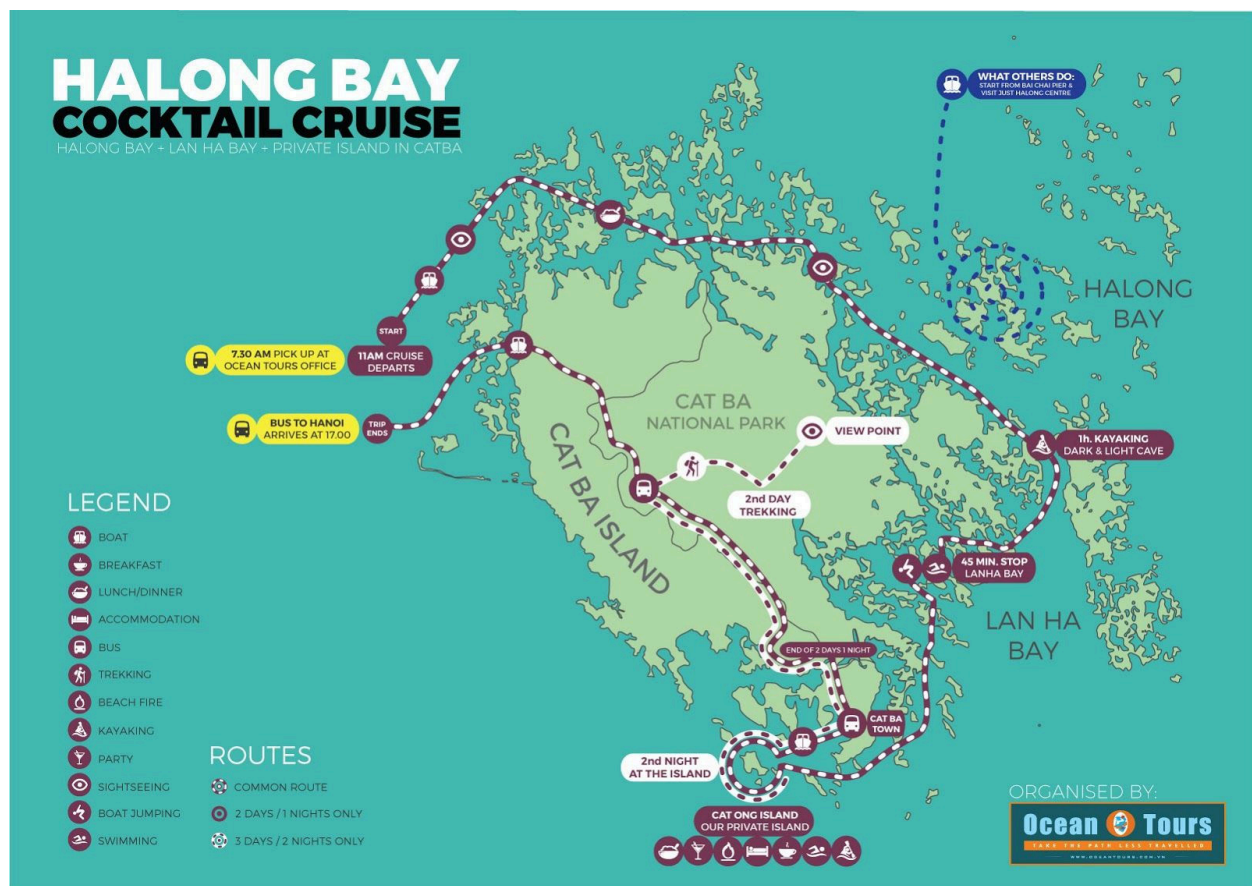 HALONG BAY
COCKTAIL CRUISE
HALONG BAY + LAN HA BAY + PRIVATE ISLAND IN CATBA
WHAT OTHERS DO:
START FROM BAI CHAI PIER &
VISIT JUST HALONG CENTRE
HALONG
BAY
START
7.30 AM PICK UP AT
OCEAN TOURS OFFICE
11AM CRUISE
DEPARTS
BUS TO HANOI
ARRIVES AT 17.00
TRIP
ENDS
CAT BA
NATIONAL PARK
VIEW POINT
1h. KAYAKING
DARK & LIGHT CAVE
CAT BA ISLAND
2nd DAY
TREKKING
45 MIN. STOP
LANHA BAY
LAN HA
BAY
END OF 2 DAYS 1 NIGHT
CAT BA
TOWN
2nd NIGHT
AT THE ISLAND
CAT ONG ISLAND
OUR PRIVATE ISLAND
LEGEND
BOAT
BREAKFAST
LUNCH/DINNER
ACCOMMODATION
BUS
TREKKING
BEACH FIRE
KAYAKING
PARTY
SIGHTSEEING
BOAT JUMPING
SWIMMING
ROUTES
COMMON ROUTE
2 DAYS / 1 NIGHTS ONLY
3 DAYS / 2 NIGHTS ONLY
ORGANISED BY:
Ocean Tours
TAKE THE PATH LESS TRAVELLED
WWW.OCEANTOURS.COM.VN